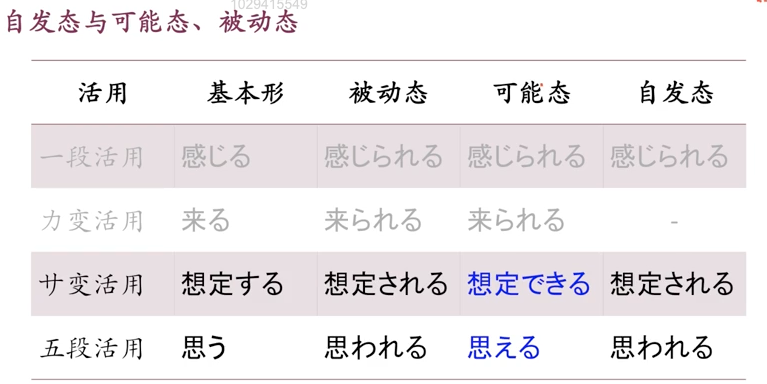 1029415549
自发态与可能态、被动态
活用 基本形 被动态 可能态 自发态
一段活用 感じる 感じられる 感じられる 感じられる
カ变活用 来る 来られる 来られる -
サ变活用 想定する 想定される 想定できる 想定される
五段活用 思う 思われる 思える 思われる